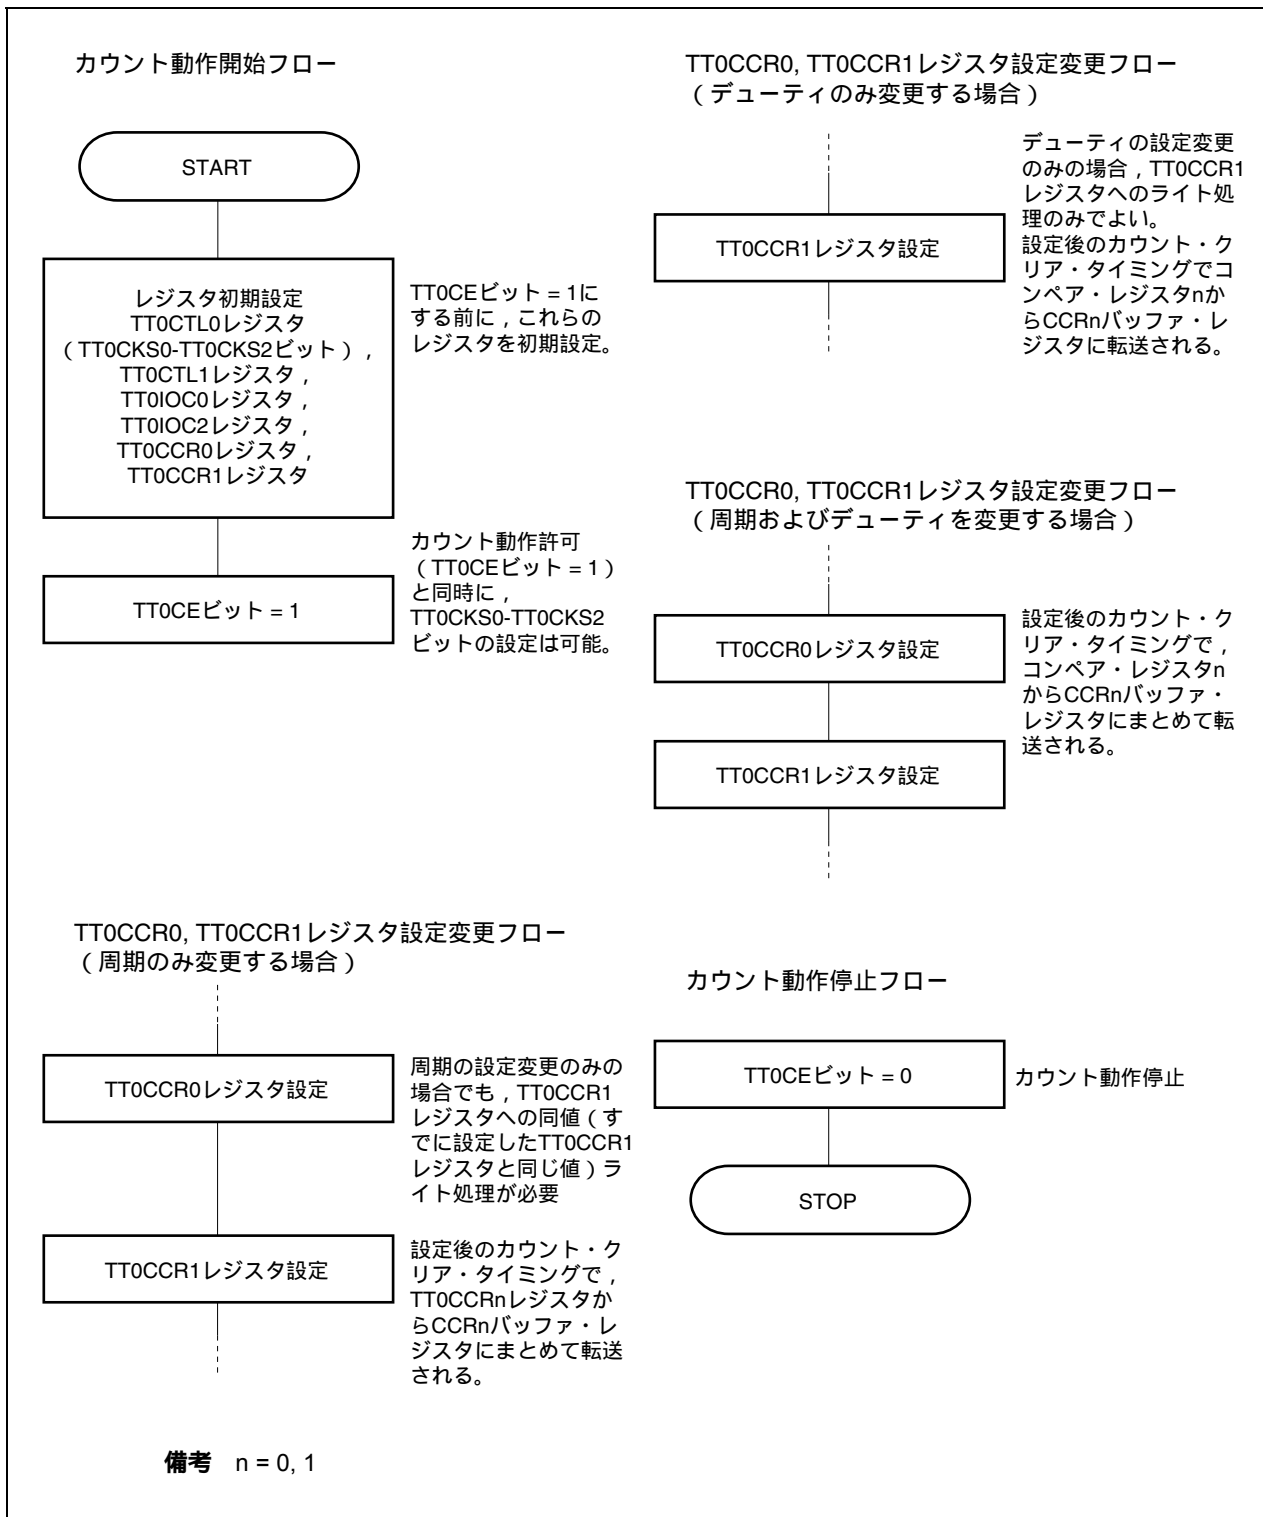 カウント動作開始フロー
START
レジスタ初期設定
TT0CTL0レジスタ
（TT0CKS0-TT0CKS2ビット），
TT0CTL1レジスタ，
TT0IOC0レジスタ，
TT0IOC2レジスタ，
TT0CCR0レジスタ，
TT0CCR1レジスタ
TT0CEビット = 1に
する前に，これらの
レジスタを初期設定。
TT0CEビット = 1
カウント動作許可
（TT0CEビット = 1）
と同時に，
TT0CKS0-TT0CKS2
ビットの設定は可能。
TT0CCR0, TT0CCR1レジスタ設定変更フロー
（周期のみ変更する場合）
TT0CCR0レジスタ設定
周期の設定変更のみの
場合でも，TT0CCR1
レジスタへの同値（す
でに設定したTT0CCR1
レジスタと同じ値）ラ
イト処理が必要
TT0CCR1レジスタ設定
設定後のカウント・ク
リア・タイミングで，
TT0CCRnレジスタか
らCCRnバッファ・レ
ジスタにまとめて転送
される。
TT0CCR0, TT0CCR1レジスタ設定変更フロー
（デューティのみ変更する場合）
TT0CCR1レジスタ設定
デューティの設定変更
のみの場合，TT0CCR1
レジスタへのライト処
理のみでよい。
設定後のカウント・ク
リア・タイミングでコ
ンペア・レジスタnか
らCCRnバッファ・レ
ジスタに転送される。
TT0CCR0, TT0CCR1レジスタ設定変更フロー
（周期およびデューティを変更する場合）
TT0CCR0レジスタ設定
設定後のカウント・ク
リア・タイミングで，
コンペア・レジスタn
からCCRnバッファ・
レジスタにまとめて転
送される。
TT0CCR1レジスタ設定
カウント動作停止フロー
TT0CEビット = 0
カウント動作停止
STOP
備考 n = 0, 1